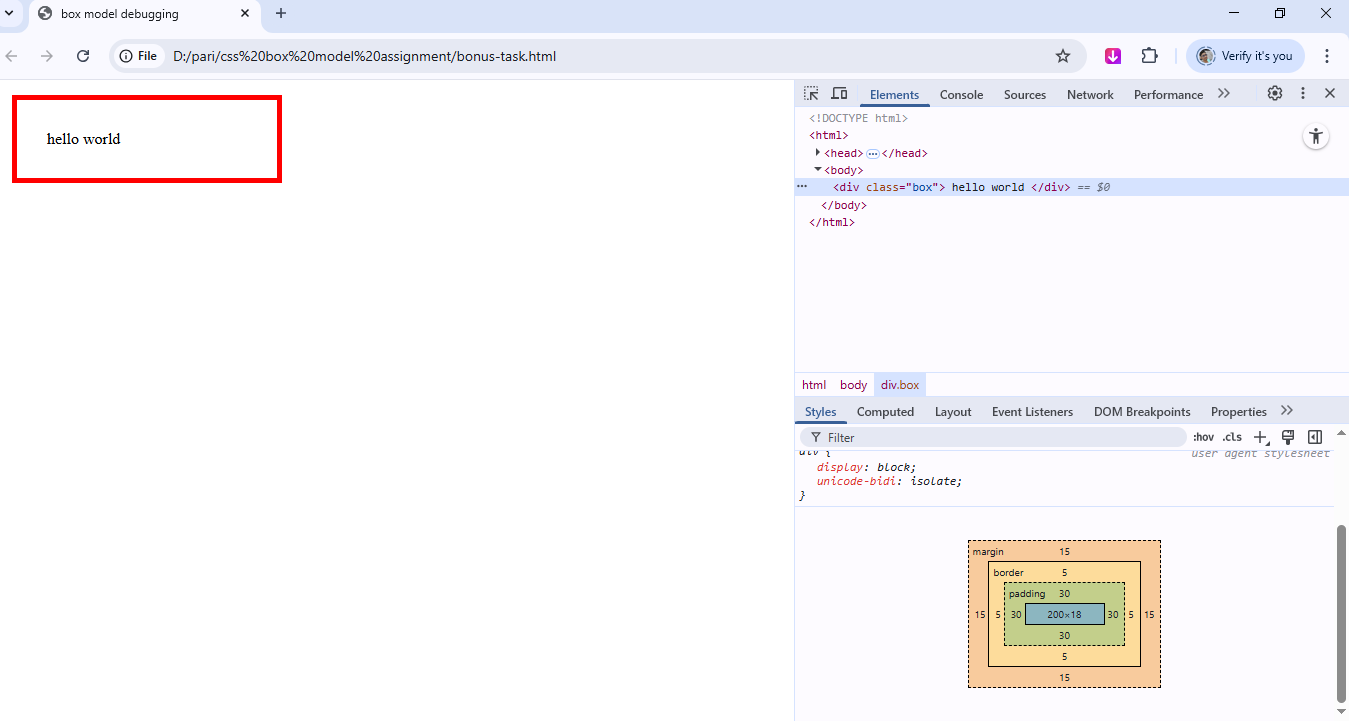 box model debugging
File D:/pari/css%20box%20model%20assignment/bonus-task.html Verify it's you
hello world
Elements Console Sources Network Performance
<!DOCTYPE html>
<html>
<head> ··· </head>
<body>
··· <div class="box"> hello world </div> == $0
</body>
</html>
html body div.box
Styles Computed Layout Event Listeners DOM Breakpoints Properties
Filter :hov .cls
div { user agent stylesheet
display: block;
unicode-bidi: isolate;
}
margin 15
border 5
padding 30
15 5 30 200×18 30 5 15
30
5
15